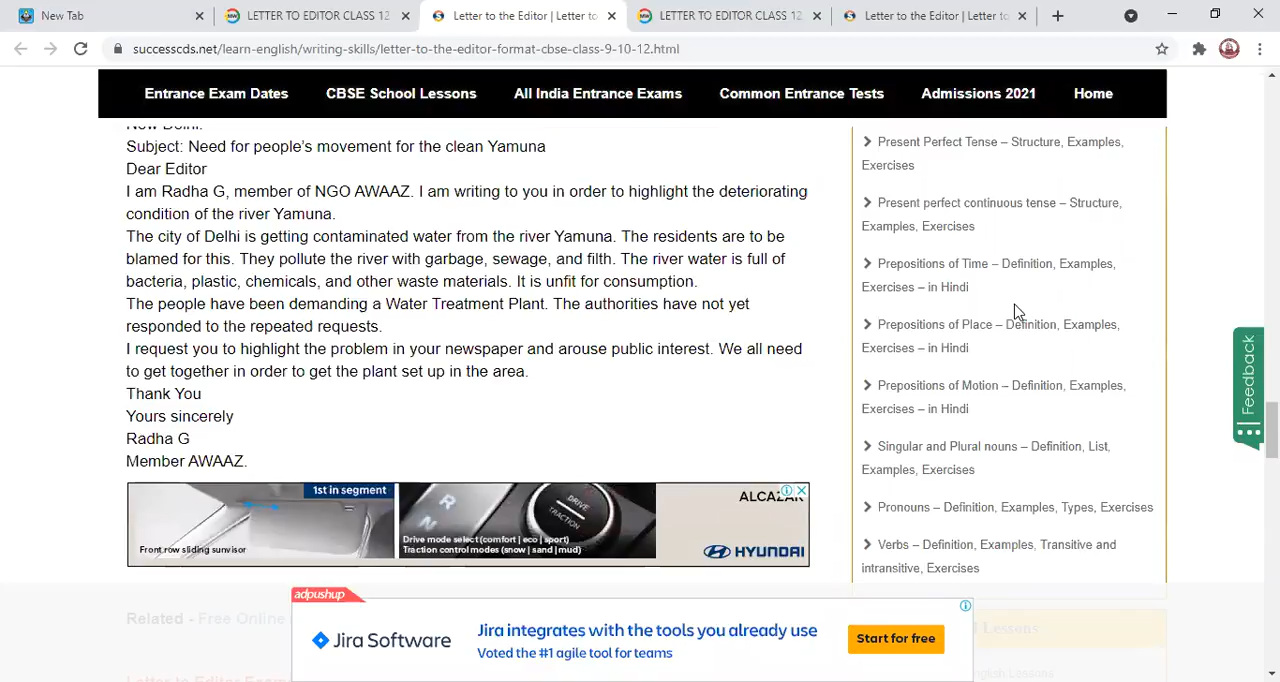 New Tab
LETTER TO EDITOR CLASS 12
Letter to the Editor | Letter to
LETTER TO EDITOR CLASS 12
Letter to the Editor | Letter to
successcds.net/learn-english/writing-skills/letter-to-the-editor-format-cbse-class-9-10-12.html
Entrance Exam Dates
CBSE School Lessons
All India Entrance Exams
Common Entrance Tests
Admissions 2021
Home
New Delhi.
Subject: Need for people's movement for the clean Yamuna
Dear Editor
I am Radha G, member of NGO AWAAZ. I am writing to you in order to highlight the deteriorating
condition of the river Yamuna.
The city of Delhi is getting contaminated water from the river Yamuna. The residents are to be
blamed for this. They pollute the river with garbage, sewage, and filth. The river water is full of
bacteria, plastic, chemicals, and other waste materials. It is unfit for consumption.
The people have been demanding a Water Treatment Plant. The authorities have not yet
responded to the repeated requests.
I request you to highlight the problem in your newspaper and arouse public interest. We all need
to get together in order to get the plant set up in the area.
Thank You
Yours sincerely
Radha G
Member AWAAZ.
Present Perfect Tense – Structure, Examples,
Exercises
Present perfect continuous tense – Structure,
Examples, Exercises
Prepositions of Time – Definition, Examples,
Exercises – in Hindi
Prepositions of Place – Definition, Examples,
Exercises – in Hindi
Prepositions of Motion – Definition, Examples,
Exercises – in Hindi
Singular and Plural nouns – Definition, List,
Examples, Exercises
Pronouns – Definition, Examples, Types, Exercises
Verbs – Definition, Examples, Transitive and
intransitive, Exercises
Feedback
1st in segment
Front row sliding sunvisor
R
N
DRIVE
TRACTION
Drive mode select (comfort | eco | sport)
Traction control modes (snow | sand | mud)
ALCAZAR
HYUNDAI
Related - Free Online
Lessons
English Lessons
adpushup
Jira Software
Jira integrates with the tools you already use
Voted the #1 agile tool for teams
Start for free
Letter to Editor